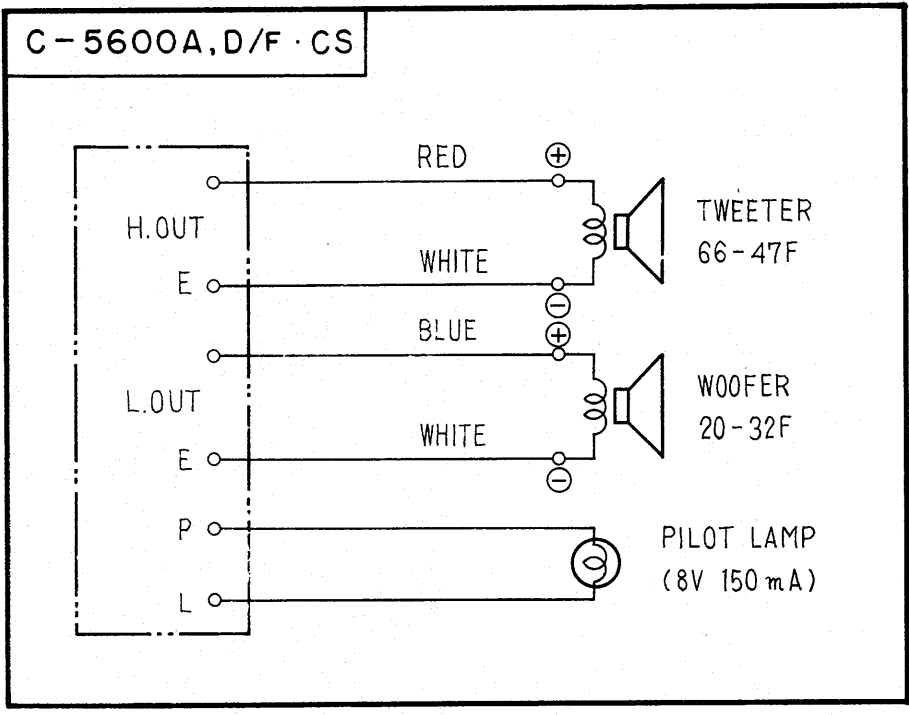 C-5600A,D/F·CS
RED
⊕
H.OUT
TWEETER
66-47F
WHITE
E
⊖
BLUE
⊕
L.OUT
WOOFER
20-32F
WHITE
E
⊖
P
PILOT LAMP
(8V 150mA)
L